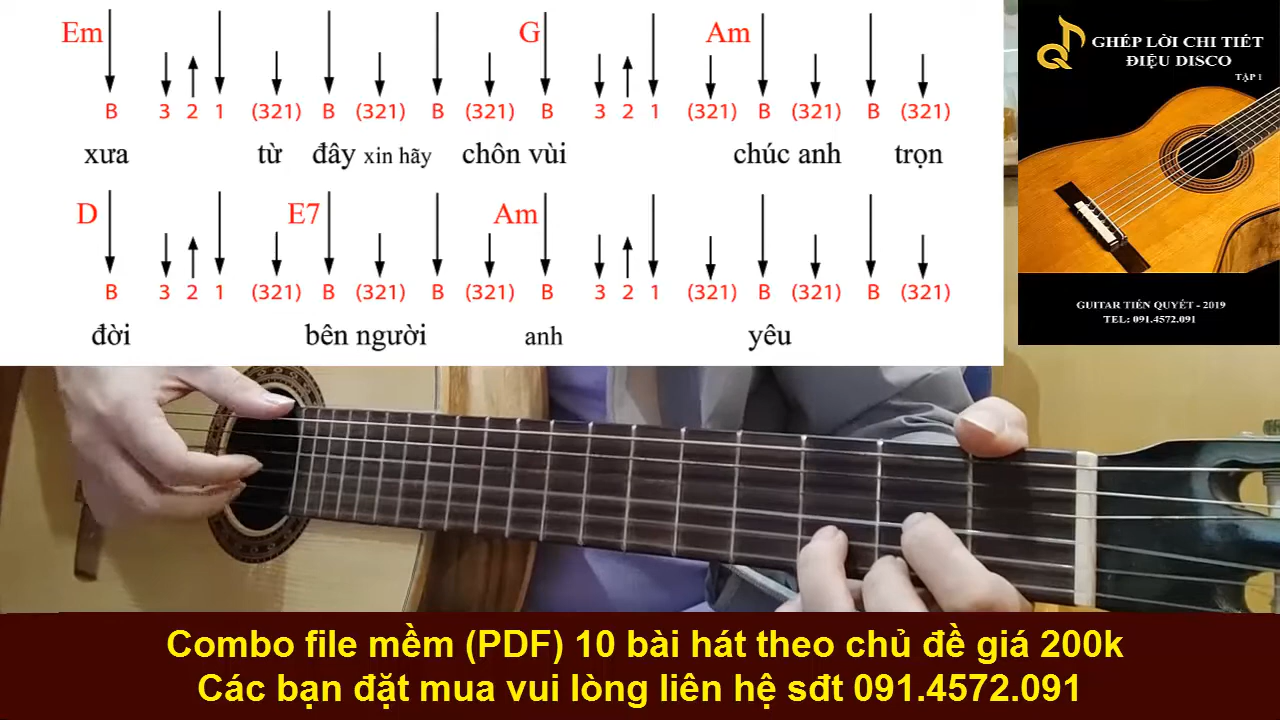 Em G Am
B 3 2 1 (321) B (321) B (321) B 3 2 1 (321) B (321) B (321)
xưa từ đây xin hãy chôn vùi chúc anh trọn
D E7 Am
B 3 2 1 (321) B (321) B (321) B 3 2 1 (321) B (321) B (321)
đời bên người anh yêu
GHÉP LỜI CHI TIẾT
ĐIỆU DISCO
TẬP 1
GUITAR TIẾN QUYẾT - 2019
TEL: 091.4572.091
Combo file mềm (PDF) 10 bài hát theo chủ đề giá 200k
Các bạn đặt mua vui lòng liên hệ sđt 091.4572.091